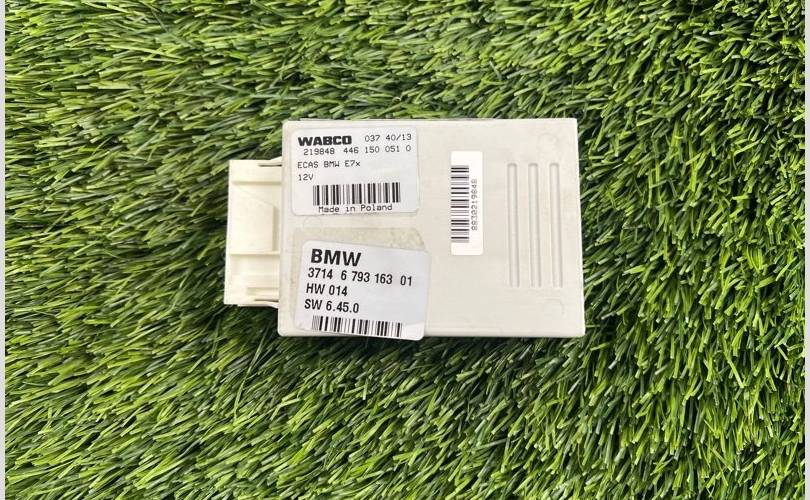 WABCO 037 40/13
219848 446 150 051 0
ECAS BMW E7x
12V
Made in Poland
BMW
3714 6 793 163 01
HW 014
SW 6.45.0
8830219848